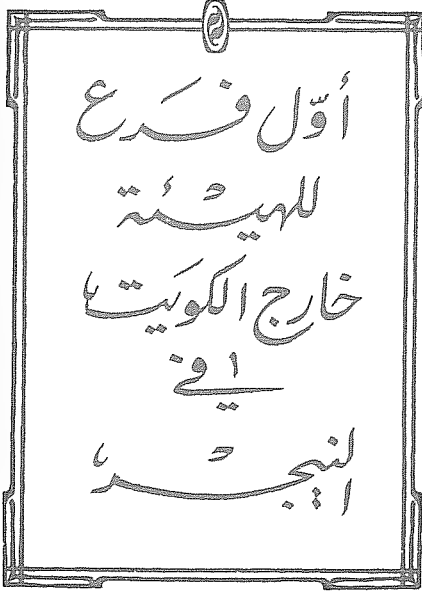 أوّل فرع
للهيئة
خارج الكويت
في
النيجر